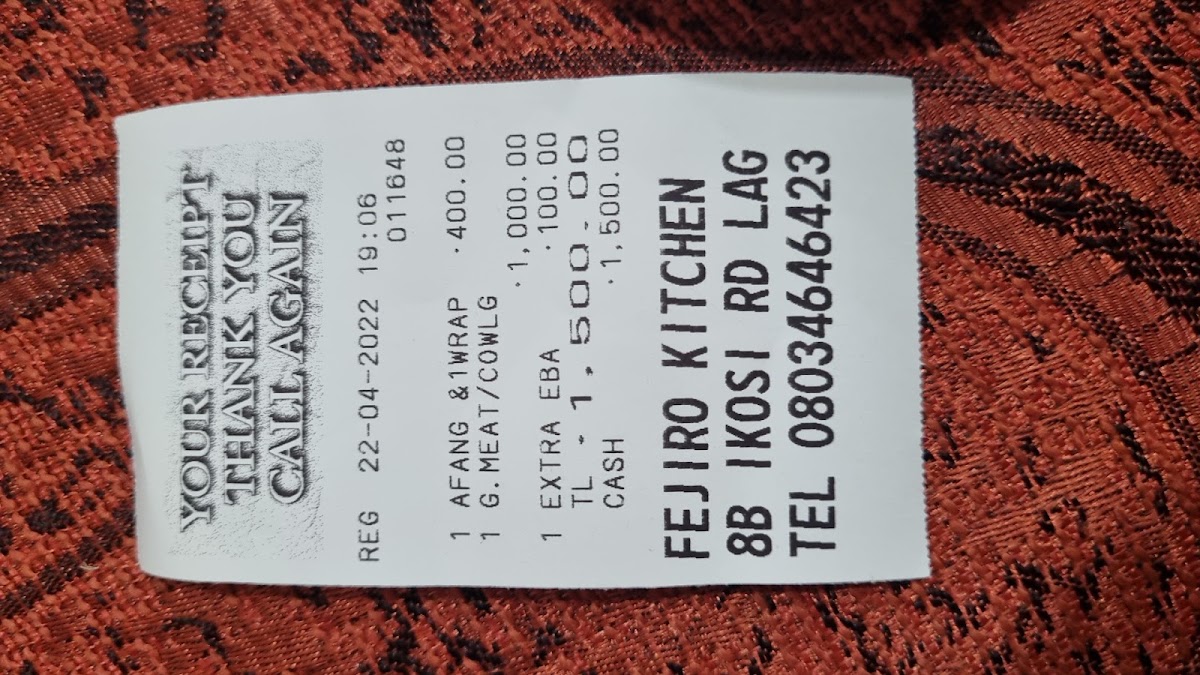 YOUR RECEIPT
THANK YOU
CALL AGAIN
REG 22-04-2022 19:06
011648
1 AFANG &1WRAP ·400.00
1 G.MEAT/COWLG
·1,000.00
1 EXTRA EBA ·100.00
TL ·1,500.00
CASH ·1,500.00
FEJIRO KITCHEN
8B IKOSI RD LAG
TEL 08034646423